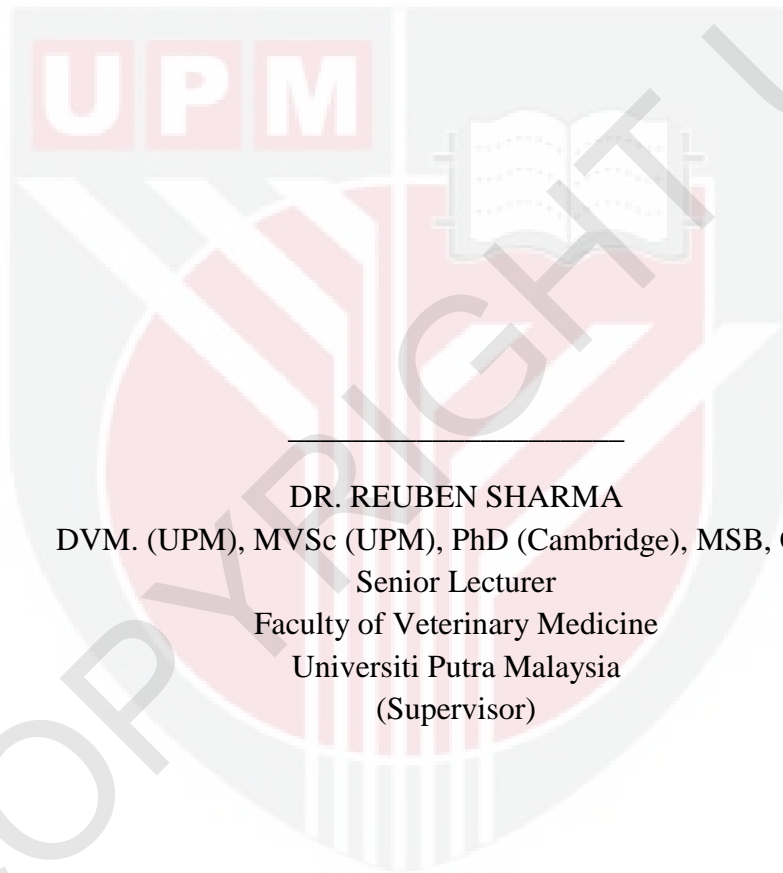 UPM
COPYRIGHT U
DR. REUBEN SHARMA
DVM. (UPM), MVSc (UPM), PhD (Cambridge), MSB,
Senior Lecturer
Faculty of Veterinary Medicine
Universiti Putra Malaysia
(Supervisor)